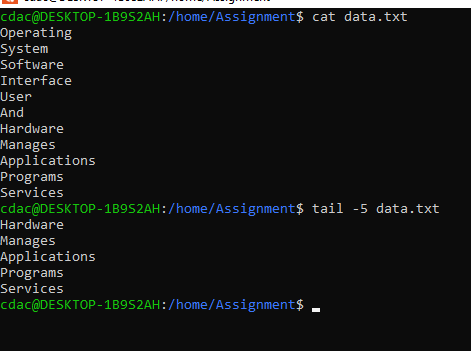 cdac@DESKTOP-1B9S2AH:/home/Assignment$ cat data.txt
Operating
System
Software
Interface
User
And
Hardware
Manages
Applications
Programs
Services
cdac@DESKTOP-1B9S2AH:/home/Assignment$ tail -5 data.txt
Hardware
Manages
Applications
Programs
Services
cdac@DESKTOP-1B9S2AH:/home/Assignment$